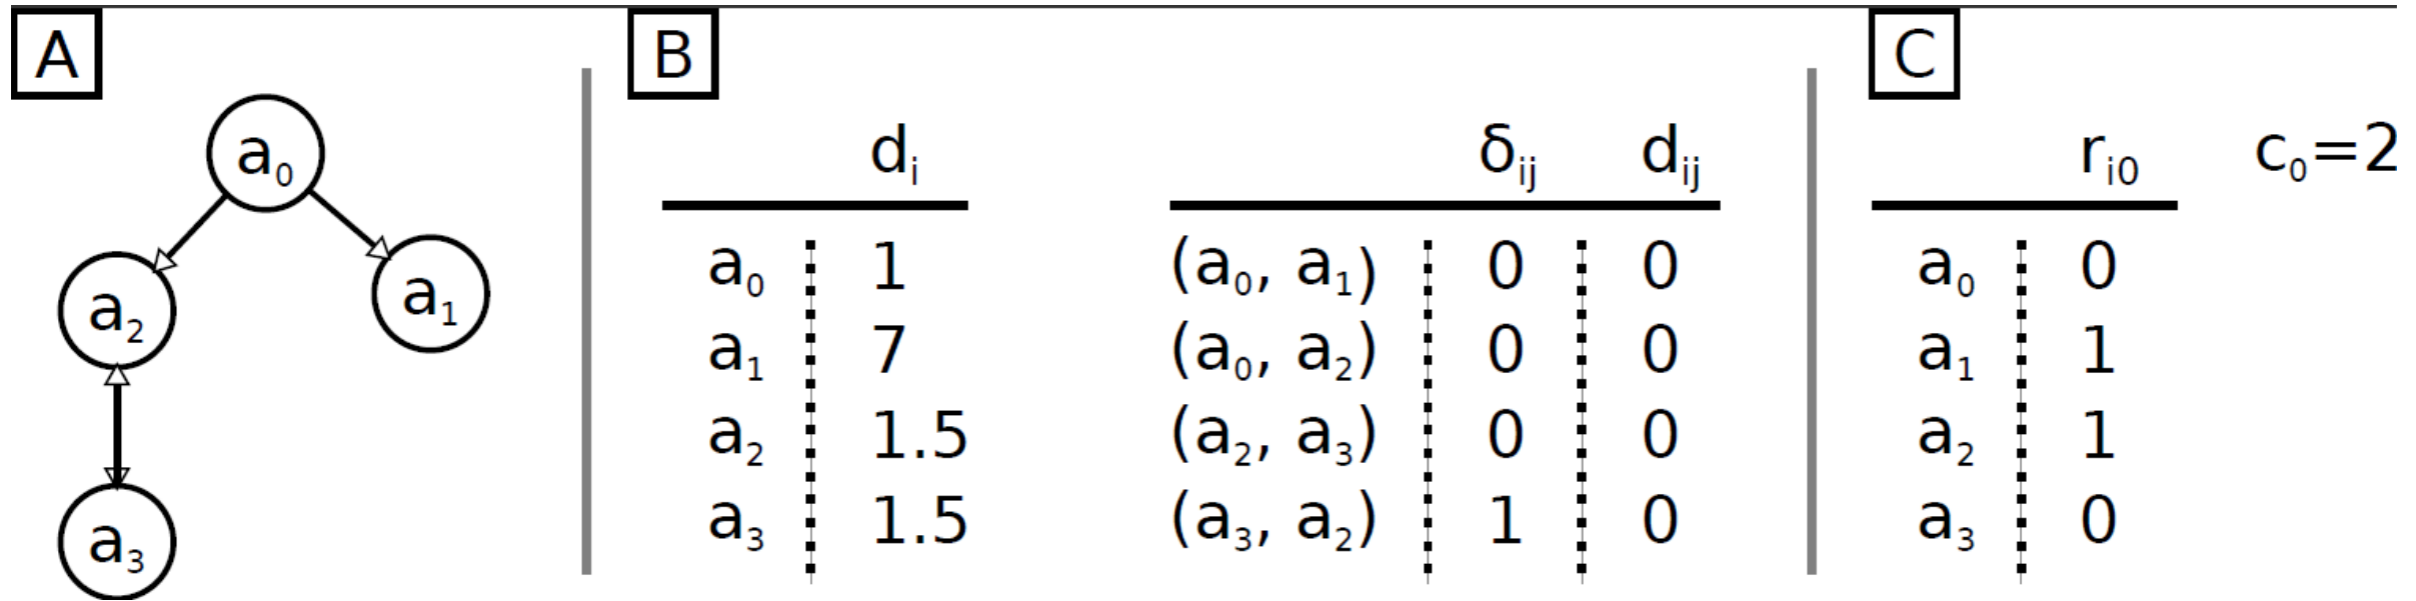 A
a0
a2
a1
a3
B
di
a0 1
a1 7
a2 1.5
a3 1.5
δij dij
(a0, a1) 0 0
(a0, a2) 0 0
(a2, a3) 0 0
(a3, a2) 1 0
C
ri0 c0=2
a0 0
a1 1
a2 1
a3 0